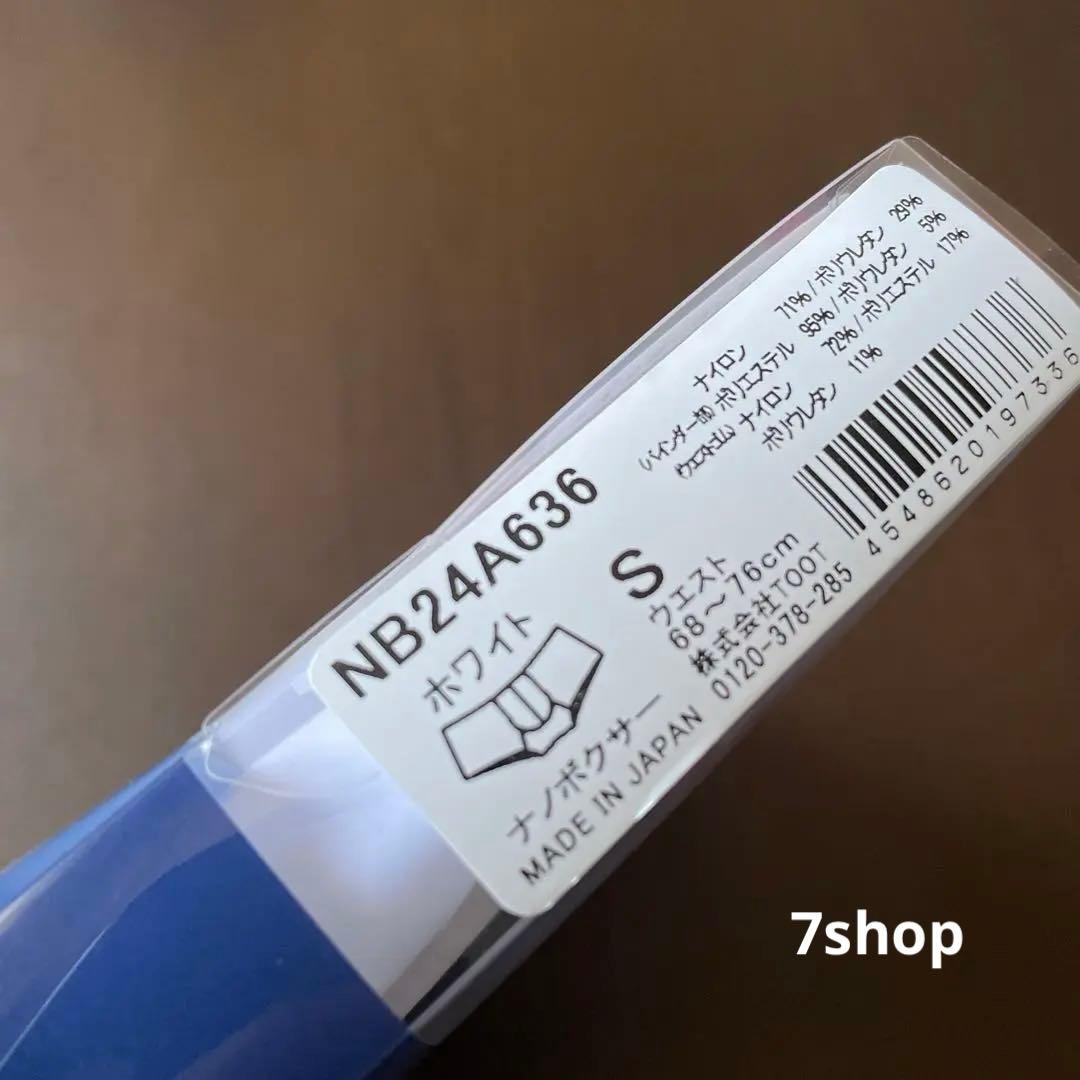 ナイロン 71%/ポリウレタン 29%
バインダー部 ポリエステル 95%/ポリウレタン 5%
ウエストゴム ナイロン 72%/ポリエステル 17%
ポリウレタン 11%
NB24A636
ホワイト
S
ウエスト
68～76cm
株式会社TOOT
0120-378-285
4548620197336
ナノボクサー
MADE IN JAPAN
7shop